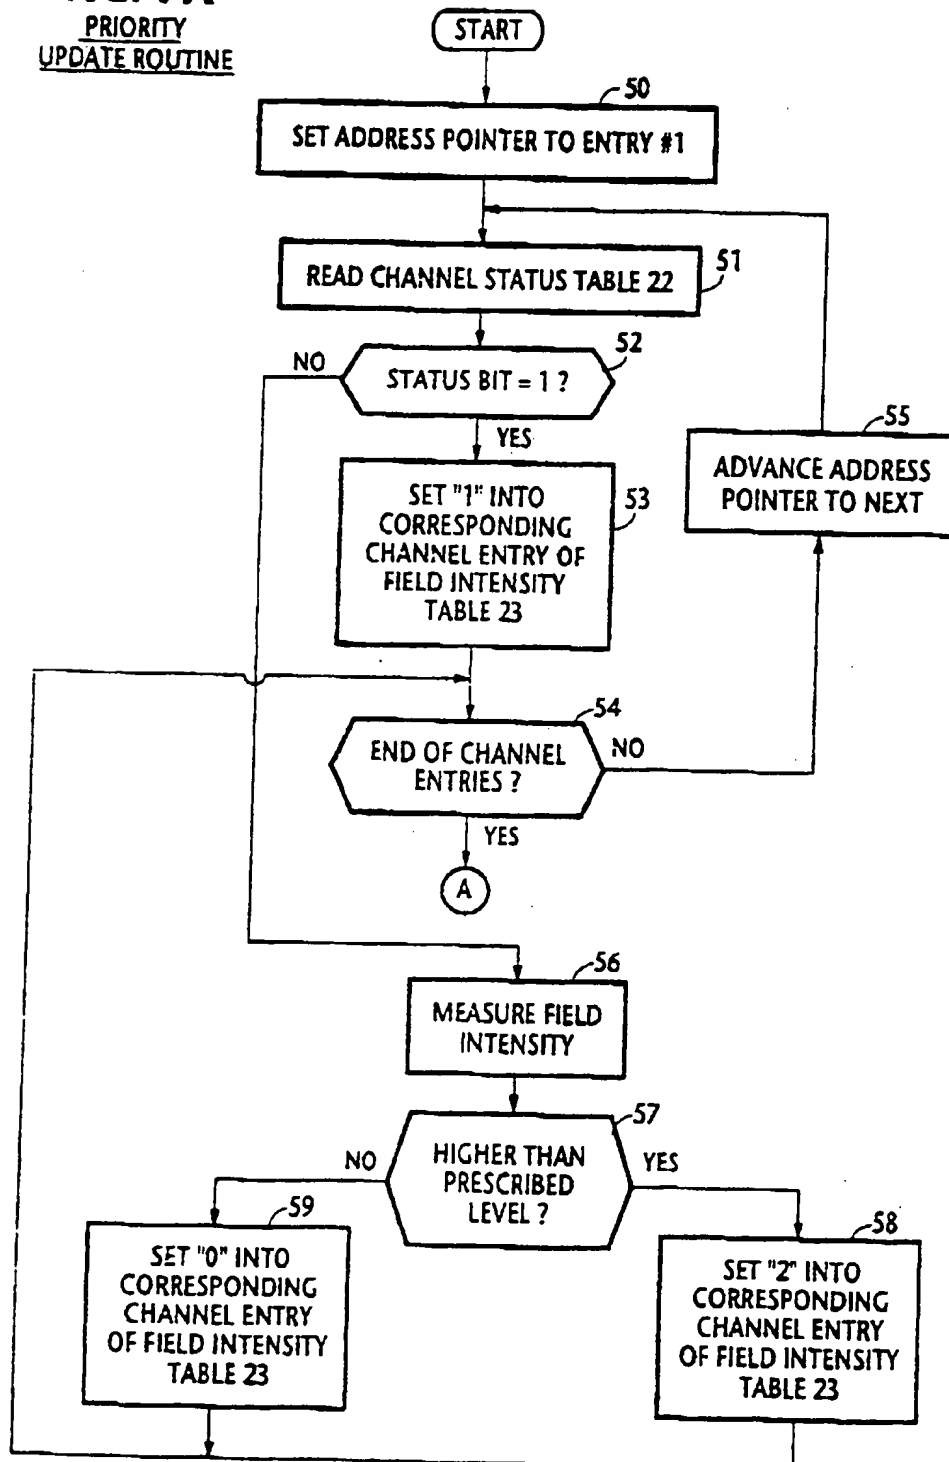 PRIORITY
UPDATE ROUTINE
START
50
SET ADDRESS POINTER TO ENTRY #1
51
READ CHANNEL STATUS TABLE 22
52
NO
STATUS BIT = 1 ?
YES
55
ADVANCE ADDRESS
POINTER TO NEXT
53
SET "1" INTO
CORRESPONDING
CHANNEL ENTRY OF
FIELD INTENSITY
TABLE 23
54
END OF CHANNEL
ENTRIES ?
NO
YES
A
56
MEASURE FIELD
INTENSITY
57
HIGHER THAN
PRESCRIBED
LEVEL ?
NO
YES
59
SET "0" INTO
CORRESPONDING
CHANNEL ENTRY
OF FIELD INTENSITY
TABLE 23
58
SET "2" INTO
CORRESPONDING
CHANNEL ENTRY
OF FIELD INTENSITY
TABLE 23